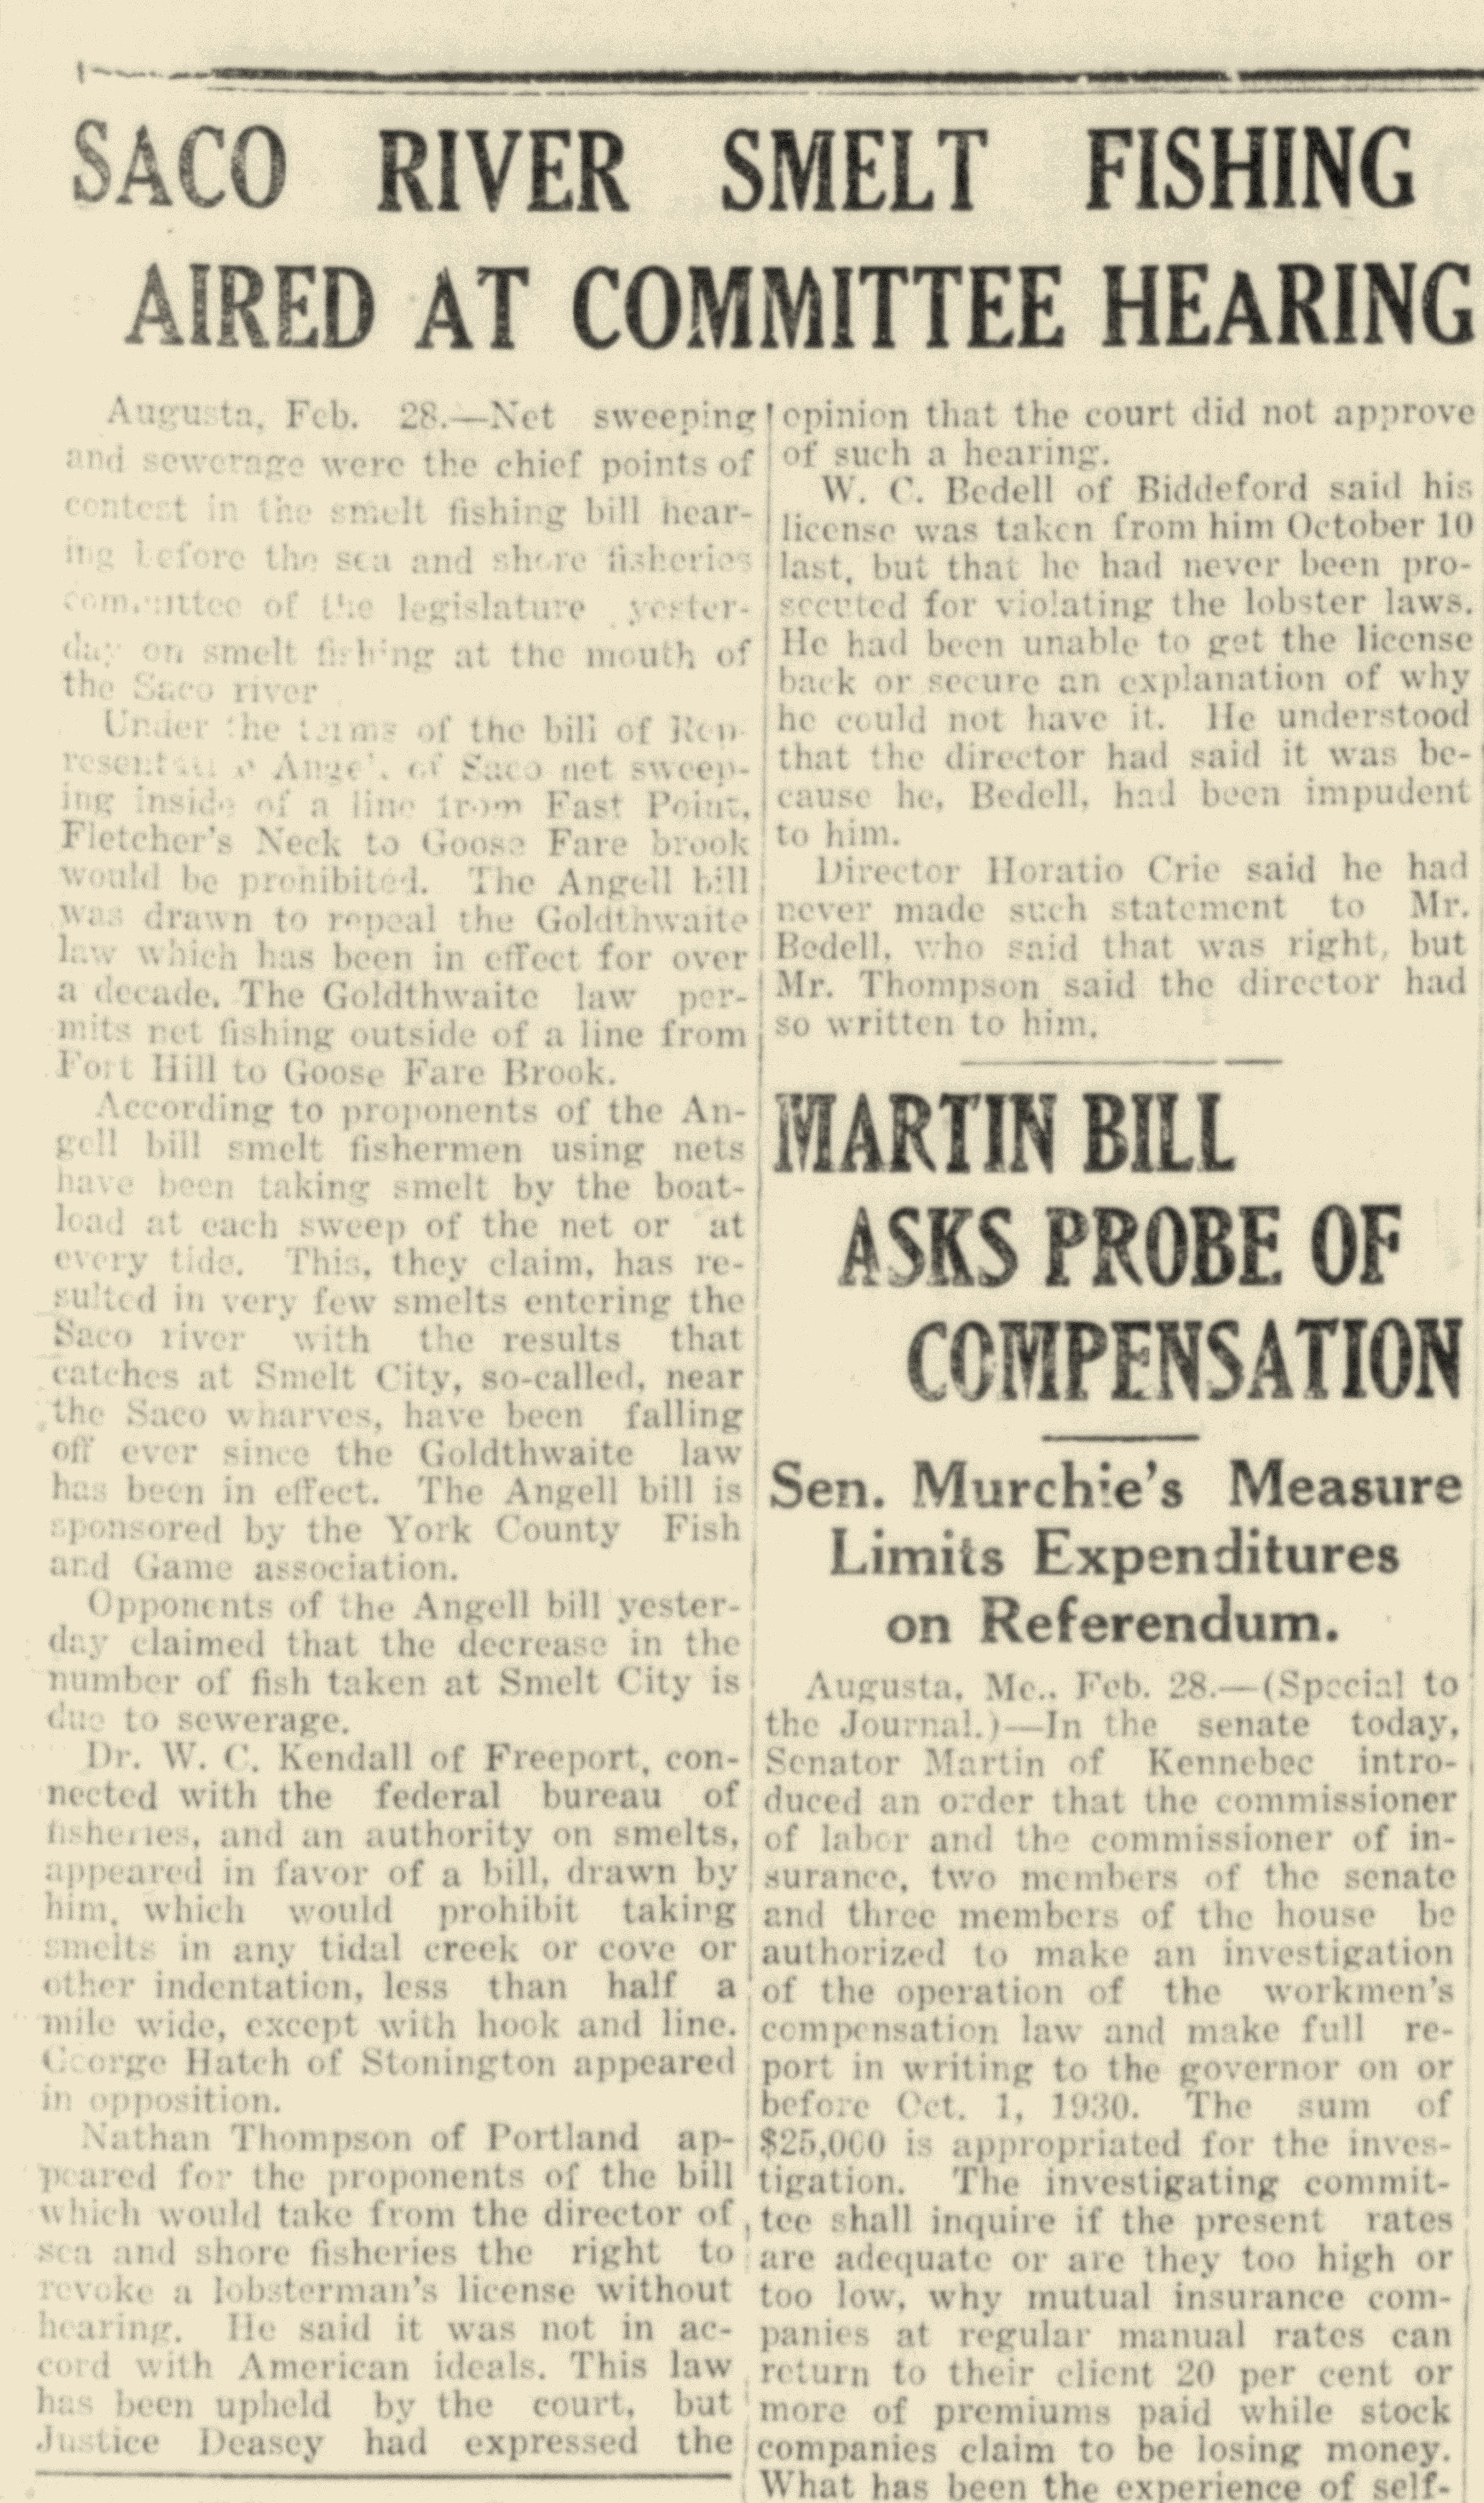 SACO RIVER SMELT FISHING
AIRED AT COMMITTEE HEARING
Augusta, Feb. 28.—Net sweeping
and sewerage were the chief points of
contest in the smelt fishing bill hear-
ing before the sea and shore fisheries
committee of the legislature yester-
day on smelt fishing at the mouth of
the Saco river
Under the terms of the bill of Rep-
resentative Angell of Saco net sweep-
ing inside of a line from East Point,
Fletcher's Neck to Goose Fare brook
would be prohibited. The Angell bill
was drawn to repeal the Goldthwaite
law which has been in effect for over
a decade. The Goldthwaite law per-
mits net fishing outside of a line from
Fort Hill to Goose Fare Brook.
According to proponents of the An-
gell bill smelt fishermen using nets
have been taking smelt by the boat-
load at each sweep of the net or at
every tide. This, they claim, has re-
sulted in very few smelts entering the
Saco river with the results that
catches at Smelt City, so-called, near
the Saco wharves, have been falling
off ever since the Goldthwaite law
has been in effect. The Angell bill is
sponsored by the York County Fish
and Game association.
Opponents of the Angell bill yester-
day claimed that the decrease in the
number of fish taken at Smelt City is
due to sewerage.
Dr. W. C. Kendall of Freeport, con-
nected with the federal bureau of
fisheries, and an authority on smelts,
appeared in favor of a bill, drawn by
him, which would prohibit taking
smelts in any tidal creek or cove or
other indentation, less than half a
mile wide, except with hook and line.
George Hatch of Stonington appeared
in opposition.
Nathan Thompson of Portland ap-
peared for the proponents of the bill
which would take from the director of
sea and shore fisheries the right to
revoke a lobsterman's license without
hearing. He said it was not in ac-
cord with American ideals. This law
has been upheld by the court, but
Justice Deasey had expressed the
opinion that the court did not approve
of such a hearing.
W. C. Bedell of Biddeford said his
license was taken from him October 10
last, but that he had never been pro-
secuted for violating the lobster laws.
He had been unable to get the license
back or secure an explanation of why
he could not have it. He understood
that the director had said it was be-
cause he, Bedell, had been impudent
to him.
Director Horatio Crie said he had
never made such statement to Mr.
Bedell, who said that was right, but
Mr. Thompson said the director had
so written to him.
MARTIN BILL
ASKS PROBE OF
COMPENSATION
Sen. Murchie's Measure
Limits Expenditures
on Referendum.
Augusta, Me., Feb. 28.—(Special to
the Journal.)—In the senate today,
Senator Martin of Kennebec intro-
duced an order that the commissioner
of labor and the commissioner of in-
surance, two members of the senate
and three members of the house be
authorized to make an investigation
of the operation of the workmen's
compensation law and make full re-
port in writing to the governor on or
before Oct. 1, 1930. The sum of
$25,000 is appropriated for the inves-
tigation. The investigating commit-
tee shall inquire if the present rates
are adequate or are they too high or
too low, why mutual insurance com-
panies at regular manual rates can
return to their client 20 per cent or
more of premiums paid while stock
companies claim to be losing money.
What has been the experience of self-